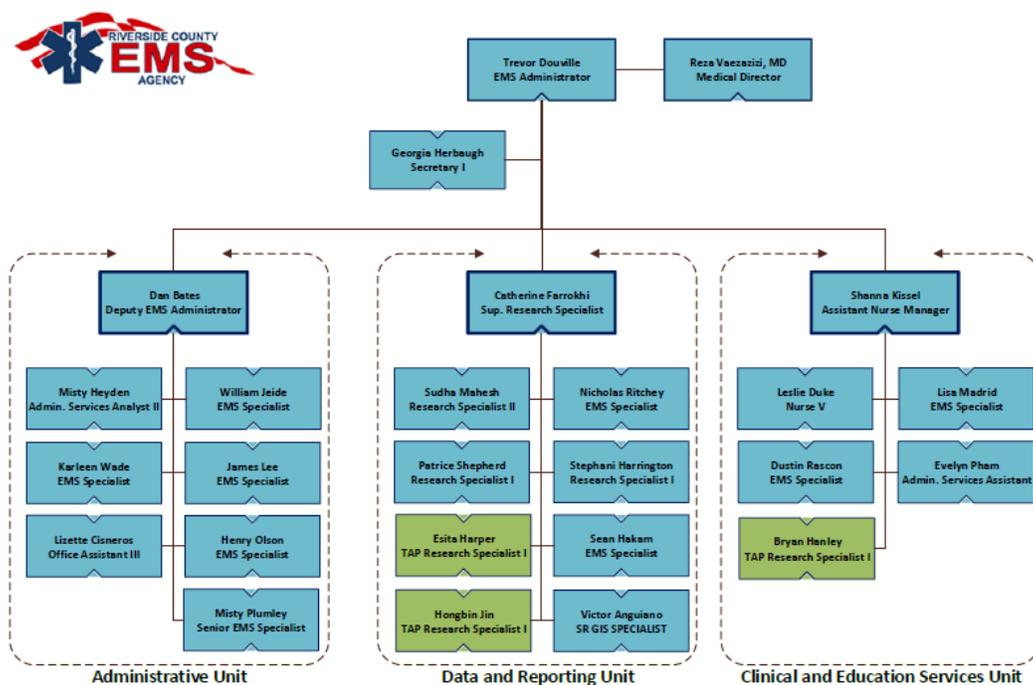 RIVERSIDE COUNTY
EMS
AGENCY
Trevor Douville
EMS Administrator
Reza Vaezazizi, MD
Medical Director
Georgia Herbaugh
Secretary I
Dan Bates
Deputy EMS Administrator
Misty Heyden
Admin. Services Analyst II
William Jeide
EMS Specialist
Karleen Wade
EMS Specialist
James Lee
EMS Specialist
Lizette Cisneros
Office Assistant III
Henry Olson
EMS Specialist
Misty Plumley
Senior EMS Specialist
Administrative Unit
Catherine Farrokhi
Sup. Research Specialist
Sudha Mahesh
Research Specialist II
Nicholas Ritchey
EMS Specialist
Patrice Shepherd
Research Specialist I
Stephani Harrington
Research Specialist I
Esita Harper
TAP Research Specialist I
Sean Hakam
EMS Specialist
Hongbin Jin
TAP Research Specialist I
Victor Anguiano
SR GIS SPECIALIST
Data and Reporting Unit
Shanna Kissel
Assistant Nurse Manager
Leslie Duke
Nurse V
Lisa Madrid
EMS Specialist
Dustin Rascon
EMS Specialist
Evelyn Pham
Admin. Services Assistant
Bryan Hanley
TAP Research Specialist I
Clinical and Education Services Unit